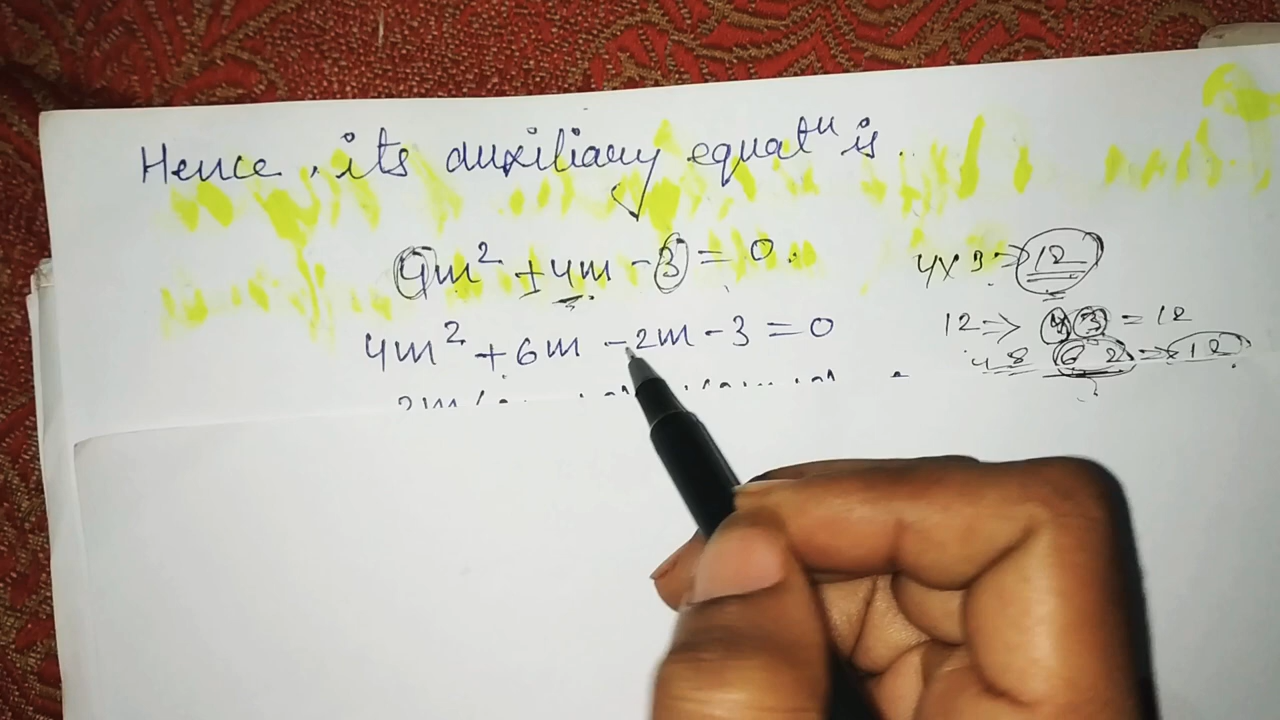 Hence, its auxiliary equatⁿ is.
4m² + 4m - 3 = 0.
4m² + 6m - 2m - 3 = 0
4 x 3 => 12
12 => 4 3 = 12
6 2 => 12